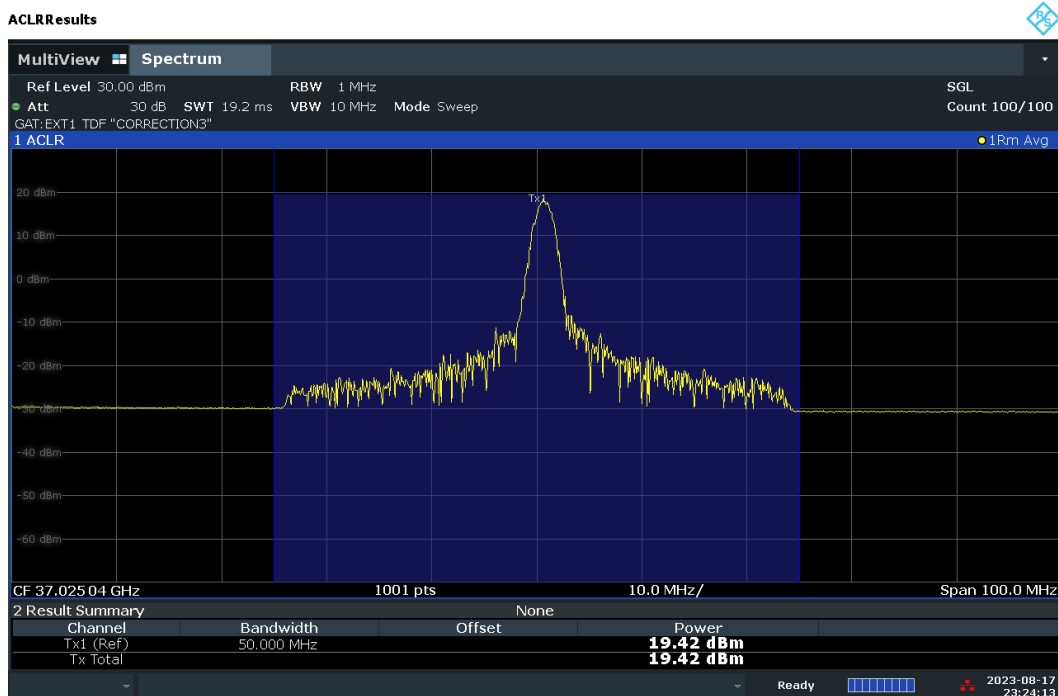 ACLRResults
R S
MultiView Spectrum
Ref Level 30.00 dBm RBW 1 MHz SGL
Att 30 dB SWT 19.2 ms VBW 10 MHz Mode Sweep Count 100/100
GAT:EXT1 TDF "CORRECTION3"
1 ACLR 1Rm Avg
20 dBm
Tx1
10 dBm
0 dBm
-10 dBm
-20 dBm
-30 dBm
-40 dBm
-50 dBm
-60 dBm
CF 37.02504 GHz 1001 pts 10.0 MHz/ Span 100.0 MHz
2 Result Summary None
Channel Bandwidth Offset Power
Tx1 (Ref) 50.000 MHz 19.42 dBm
Tx Total 19.42 dBm
Ready 2023-08-17
23:24:13